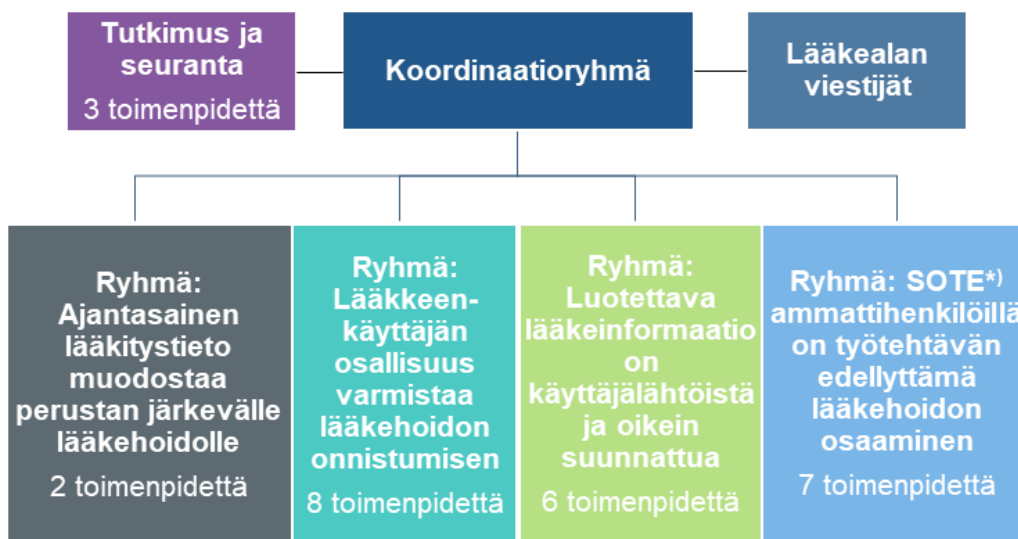 Tutkimus ja
seuranta
3 toimenpidettä
Koordinaatioryhmä
Lääkealan
viestijät
Ryhmä:
Ajantasainen
lääkitystieto
muodostaa
perustan järkevälle
lääkehoidolle
2 toimenpidettä
Ryhmä:
Lääkkeen-
käyttäjän
osallisuus
varmistaa
lääkehoidon
onnistumisen
8 toimenpidettä
Ryhmä:
Luotettava
lääkeinformaatio
on
käyttäjälähtöistä
ja oikein
suunnattua
6 toimenpidettä
Ryhmä: SOTE*)
ammattihenkilöillä
on työtehtävän
edellyttämä
lääkehoidon
osaaminen
7 toimenpidettä